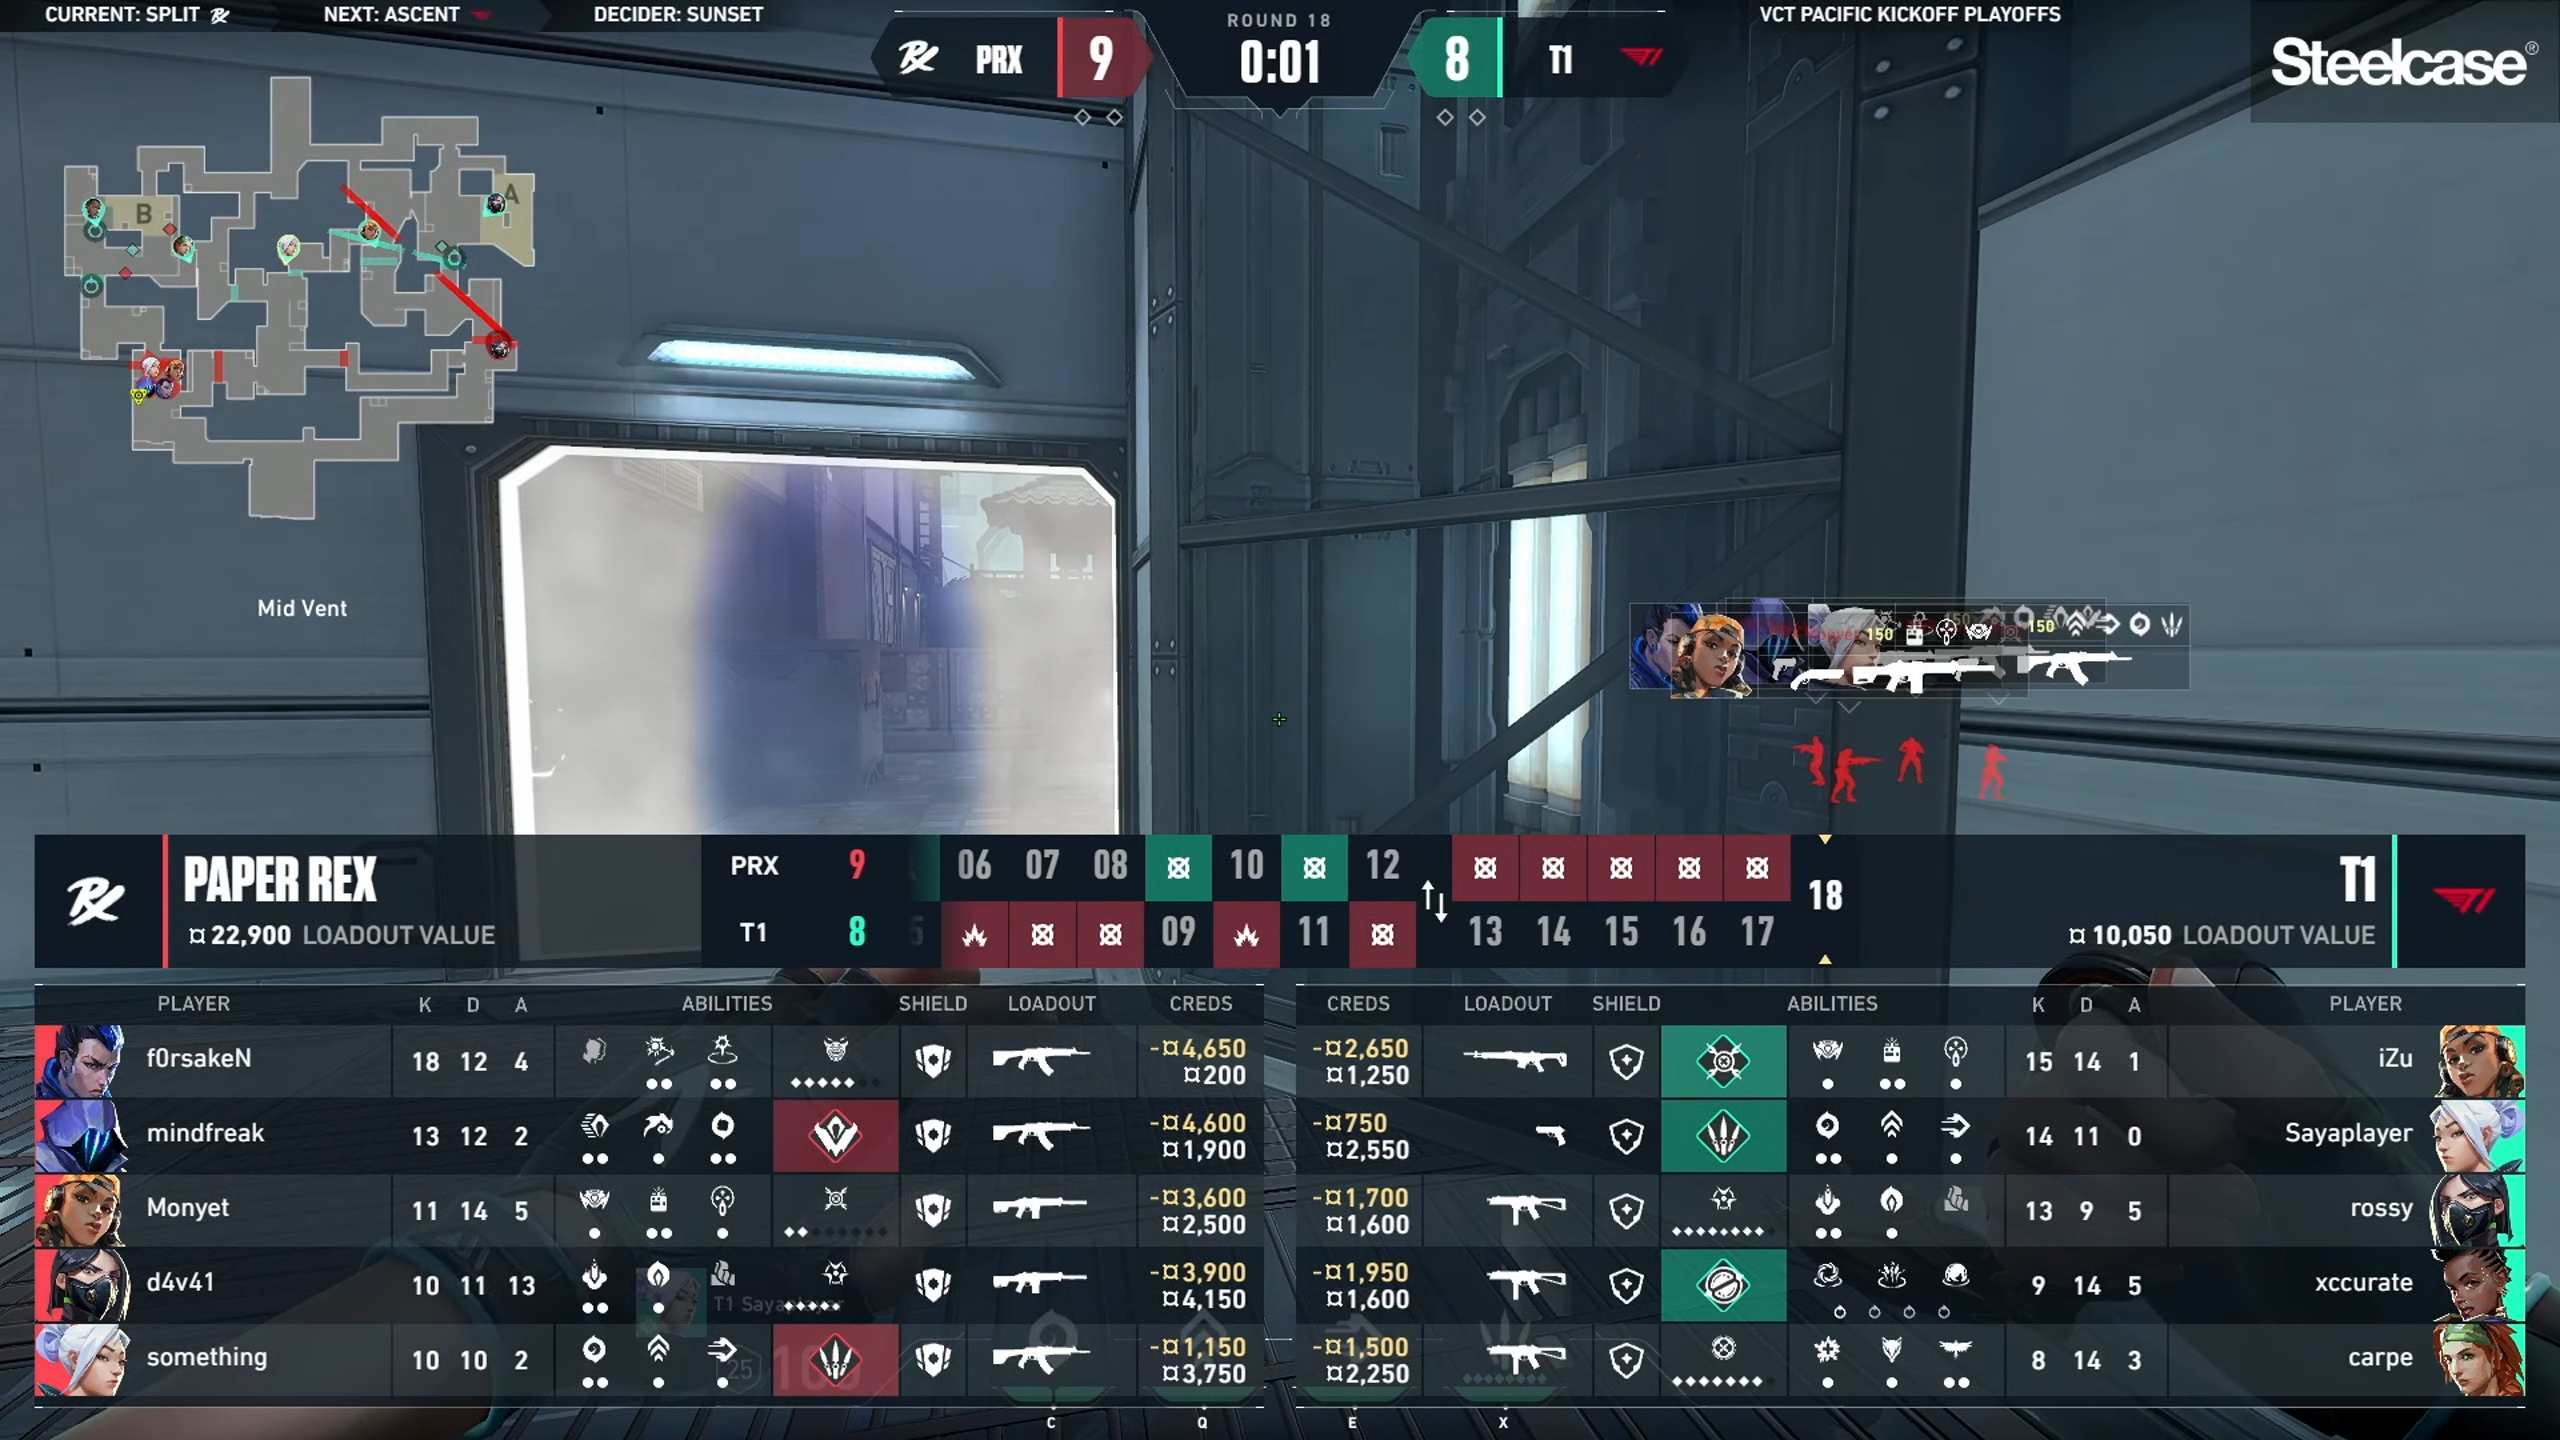 CURRENT: SPLIT
NEXT: ASCENT
DECIDER: SUNSET
PRX
9
ROUND 18
0:01
8
T1
VCT PACIFIC KICKOFF PLAYOFFS
Steelcase®
A
B
Mid Vent
150
150
PAPER REX
22,900 LOADOUT VALUE
PRX 9 06 07 08 10 12
T1 8 09 11 13 14 15 16 17
18
T1
10,050 LOADOUT VALUE
PLAYER K D A ABILITIES SHIELD LOADOUT CREDS
f0rsakeN 18 12 4 -4,650
200
mindfreak 13 12 2 -4,600
1,900
Monyet 11 14 5 -3,600
2,500
d4v41 10 11 13 -3,900
4,150
T1 Sayaplayer
something 10 10 2 -1,150
3,750
25
100
CREDS LOADOUT SHIELD ABILITIES K D A PLAYER
-2,650 15 14 1 iZu
1,250
-750 14 11 0 Sayaplayer
2,550
-1,700 13 9 5 rossy
1,600
-1,950 9 14 5 xccurate
1,600
-1,500 8 14 3 carpe
2,250
C Q E X